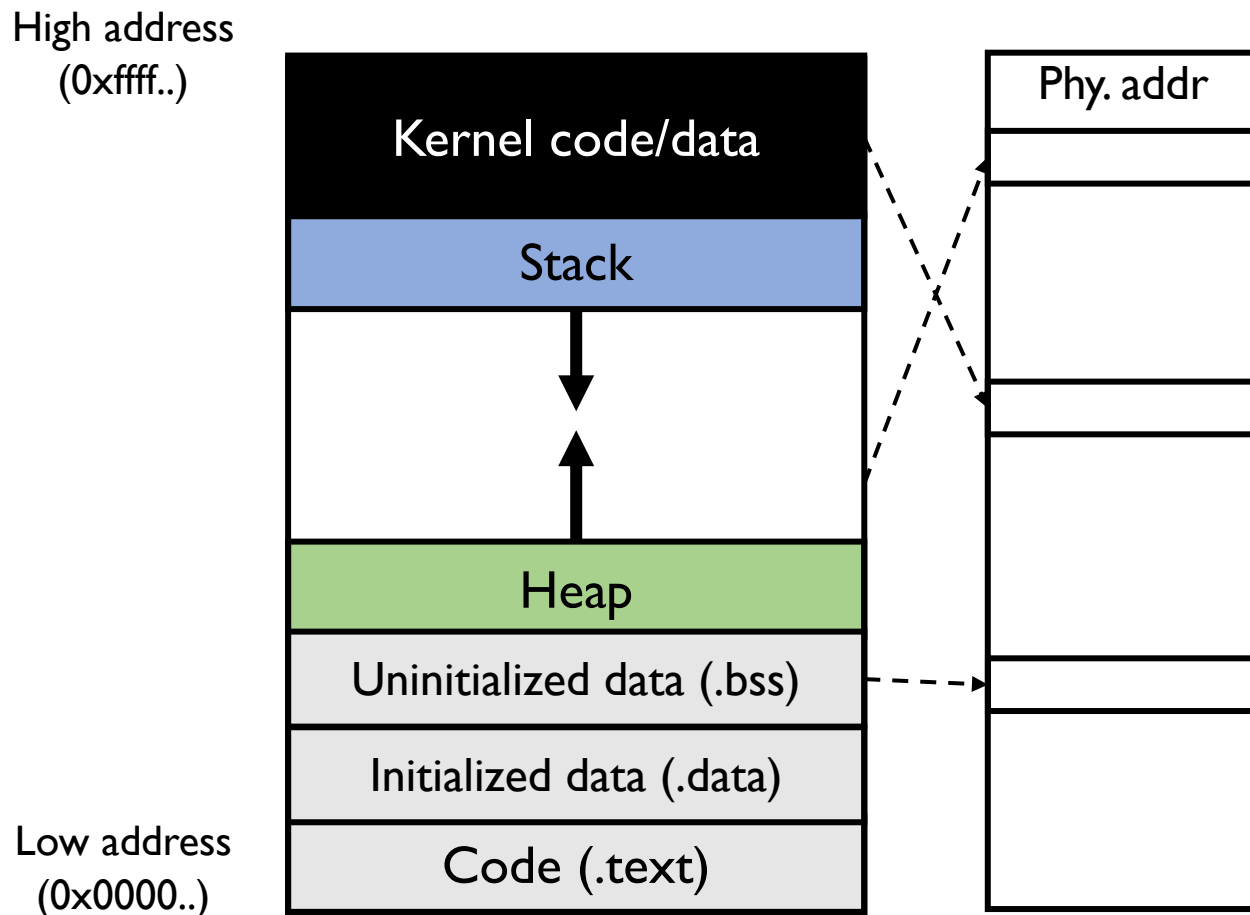 High address
(0xffff..)
Kernel code/data
Phy. addr
Stack
Heap
Uninitialized data (.bss)
Initialized data (.data)
Low address
(0x0000..)
Code (.text)